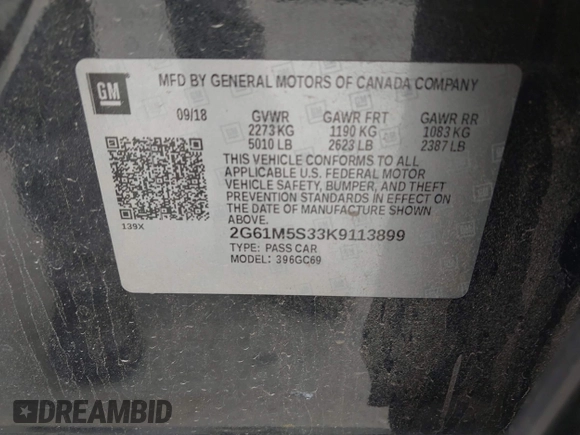 GM
MFD BY GENERAL MOTORS OF CANADA COMPANY
09/18 GVWR GAWR FRT GAWR RR
2273 KG 1190 KG 1083 KG
5010 LB 2623 LB 2387 LB
THIS VEHICLE CONFORMS TO ALL
APPLICABLE U.S. FEDERAL MOTOR
VEHICLE SAFETY, BUMPER, AND THEFT
PREVENTION STANDARDS IN EFFECT ON
THE DATE OF MANUFACTURE SHOWN
ABOVE.
139X
2G61M5S33K9113899
TYPE: PASS CAR
MODEL: 396GC69
DREAMBID